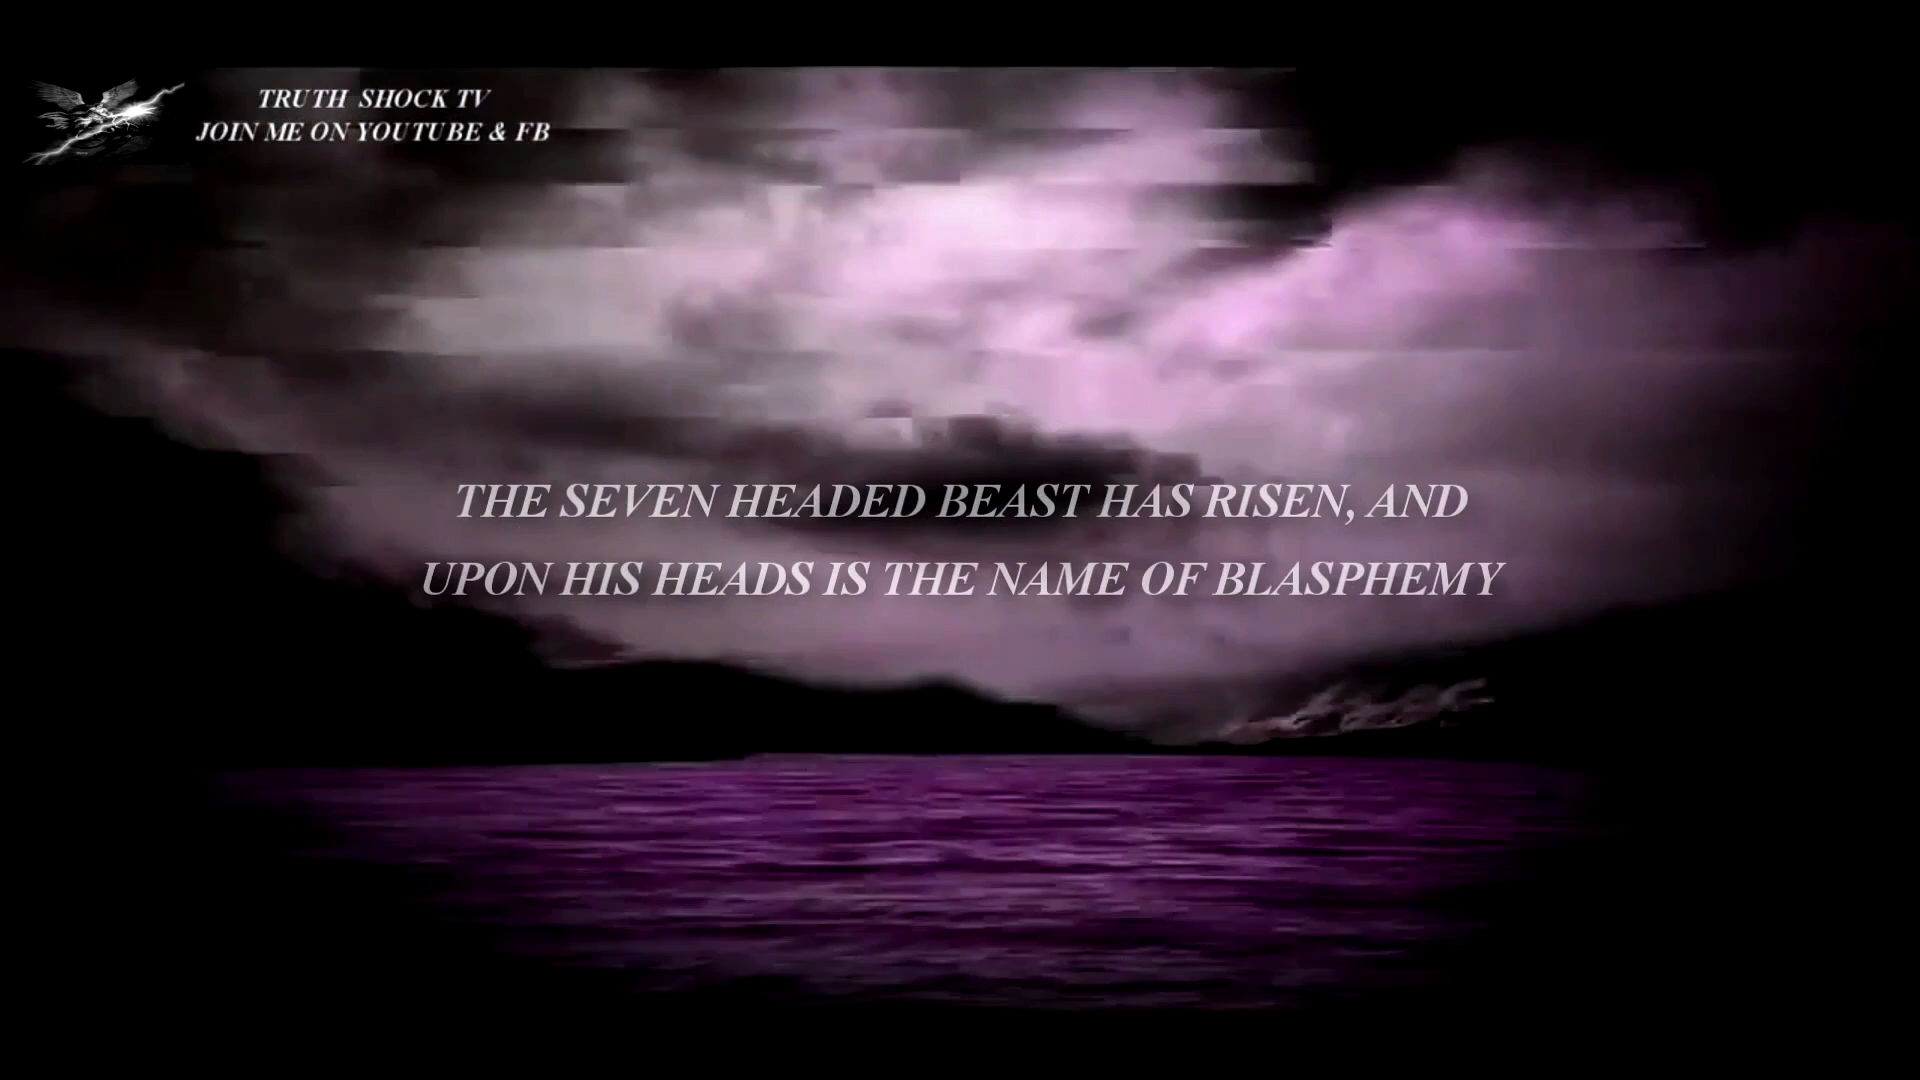 TRUTH SHOCK TV
JOIN ME ON YOUTUBE & FB
THE SEVEN HEADED BEAST HAS RISEN, AND
UPON HIS HEADS IS THE NAME OF BLASPHEMY